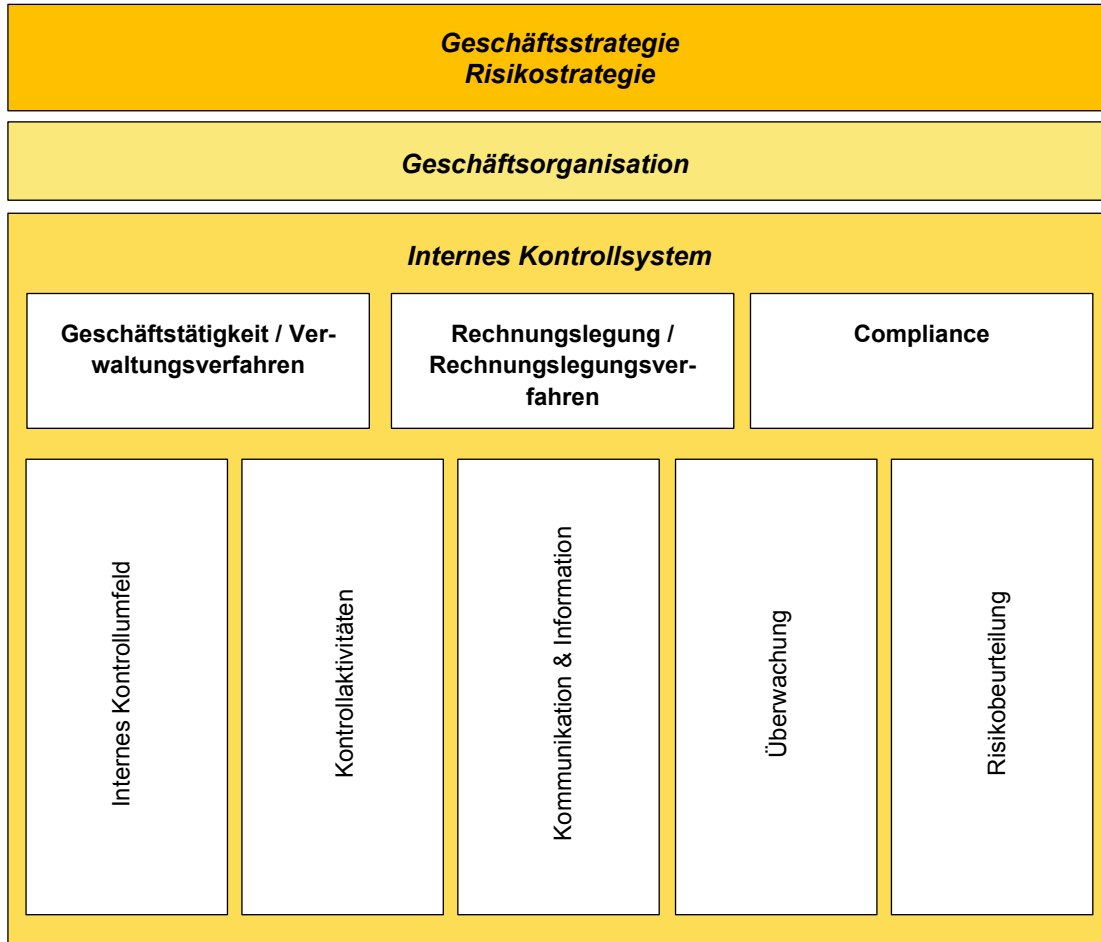 Geschäftsstrategie
Risikostrategie
Geschäftsorganisation
Internes Kontrollsystem
Geschäftstätigkeit / Ver-
waltungsverfahren
Rechnungslegung /
Rechnungslegungsver-
fahren
Compliance
Internes Kontrollumfeld
Kontrollaktivitäten
Kommunikation & Information
Überwachung
Risikobeurteilung